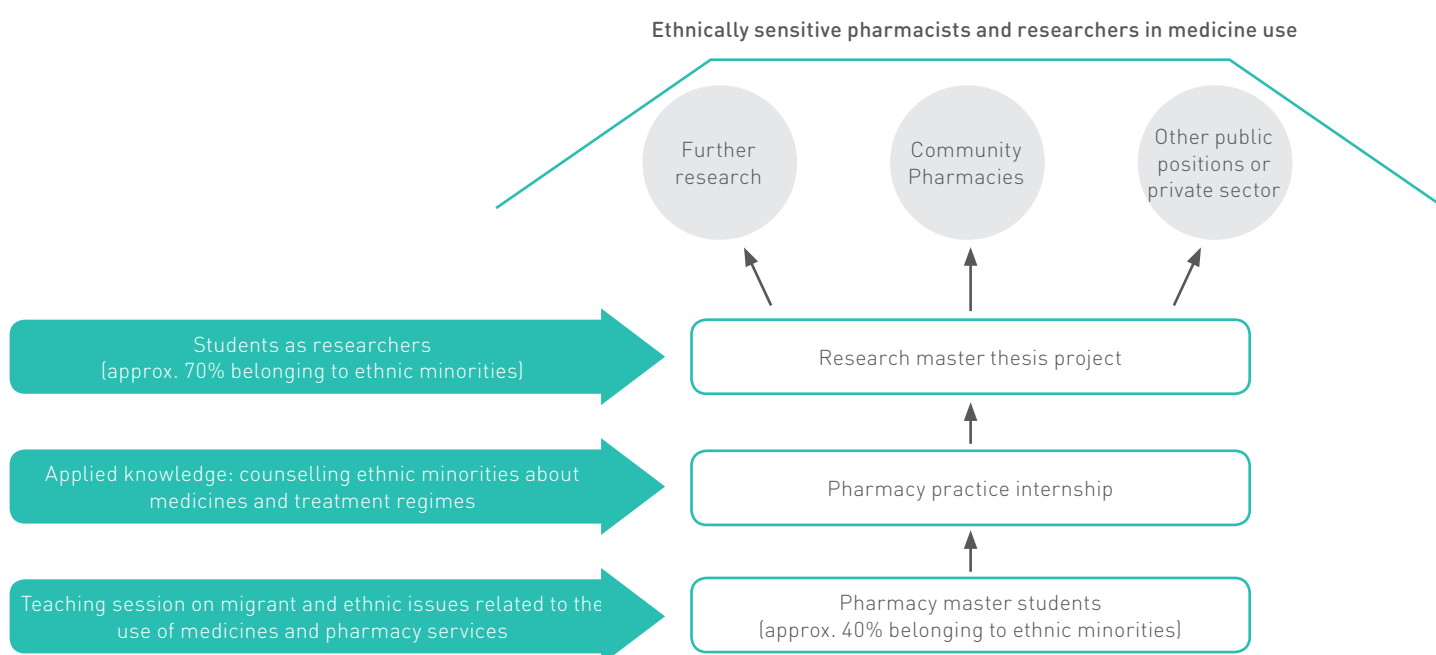 Ethnically sensitive pharmacists and researchers in medicine use
Further
research
Community
Pharmacies
Other public
positions or
private sector
Students as researchers
(approx. 70% belonging to ethnic minorities)
Research master thesis project
Applied knowledge: counselling ethnic minorities about
medicines and treatment regimes
Pharmacy practice internship
Teaching session on migrant and ethnic issues related to the
use of medicines and pharmacy services
Pharmacy master students
(approx. 40% belonging to ethnic minorities)